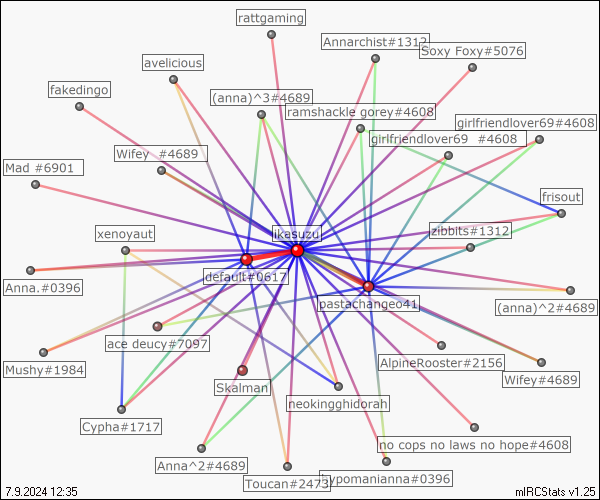 rattgaming
Annarchist#1312
Soxy Foxy#5076
avelicious
fakedingo
(anna)^3#4689
ramshackle gorey#4608
girlfriendlover69#4608
girlfriendlover69 #4608
Wifey #4689
Mad #6901
frisout
xenoyaut
ikasuzu
zibbits#1312
Anna.#0396
default#0617
pastachangeo41
(anna)^2#4689
ace deucy#7097
Mushy#1984
AlpineRooster#2156
Wifey#4689
Skalman
neokingghidorah
Cypha#1717
no cops no laws no hope#4608
Anna^2#4689
Toucan#2473
hypomanianna#0396
7.9.2024 12:35
mIRCStats v1.25